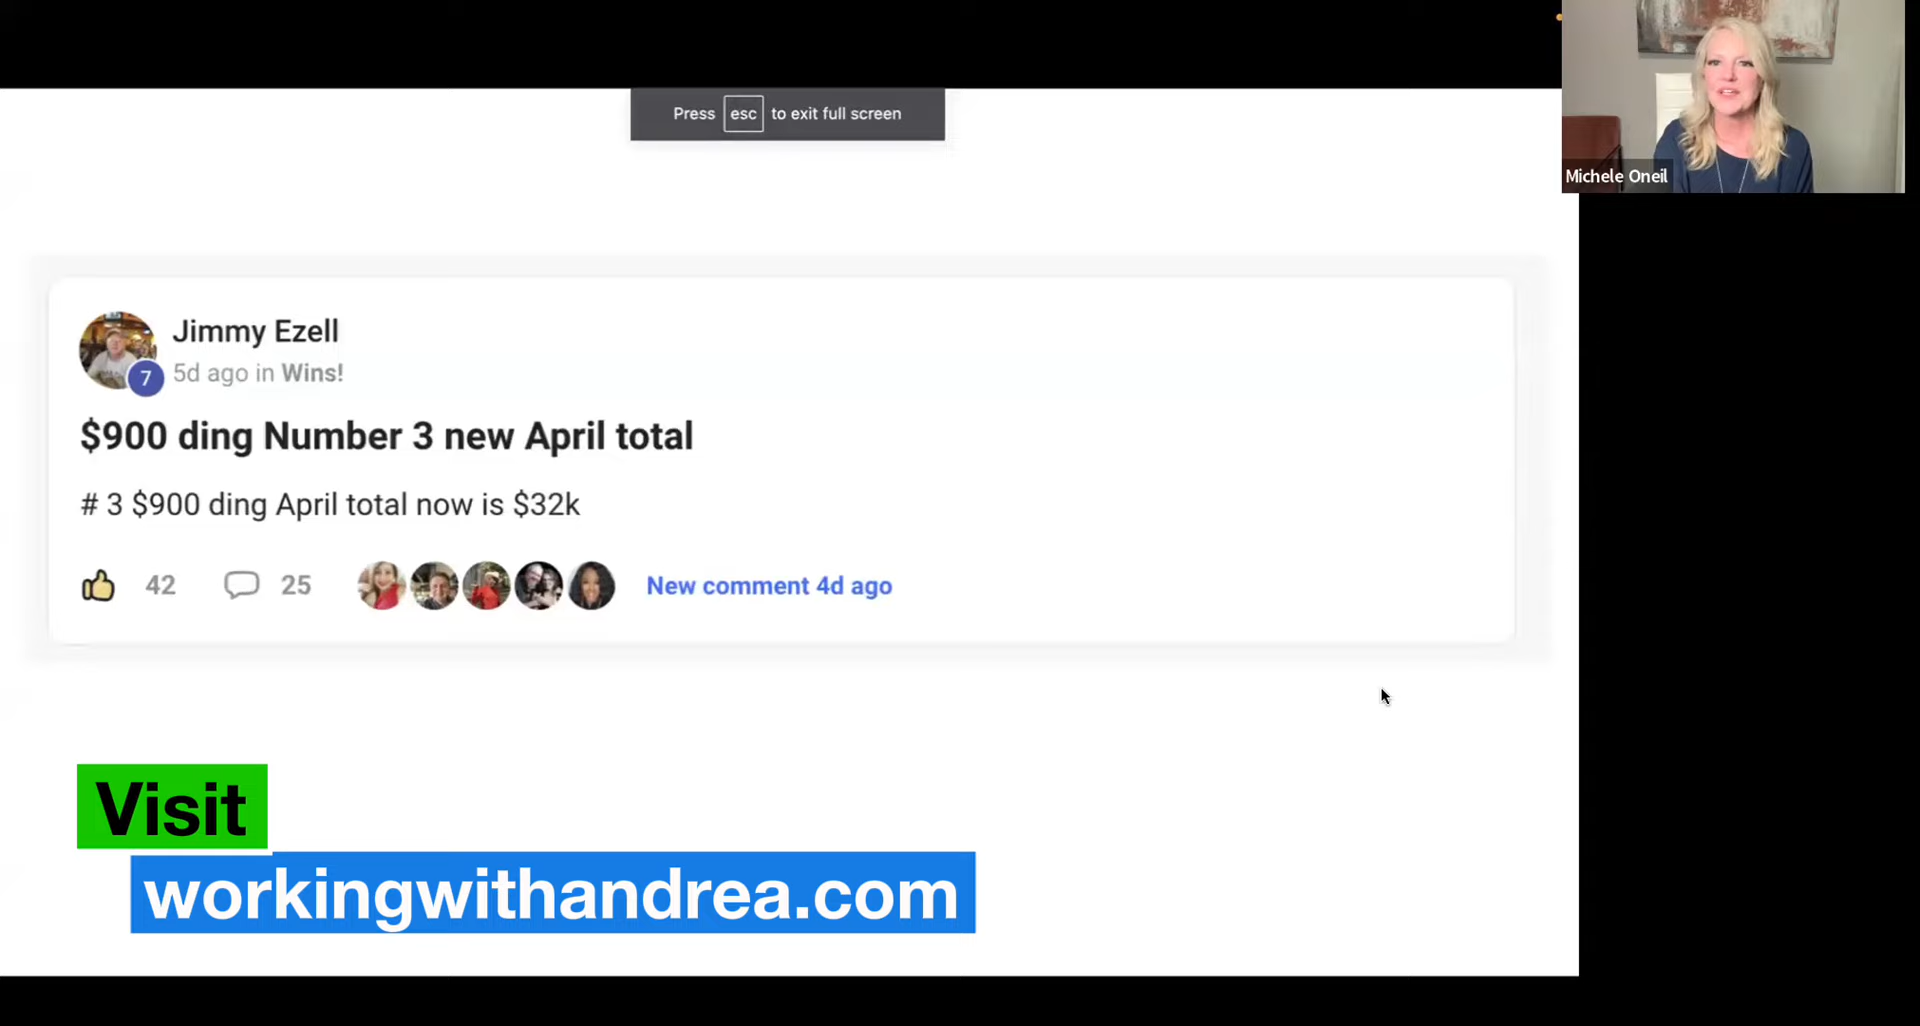 Press esc to exit full screen
Michele Oneil
Jimmy Ezell
7
5d ago in Wins!
$900 ding Number 3 new April total
# 3 $900 ding April total now is $32k
42 25 New comment 4d ago
Visit
workingwithandrea.com